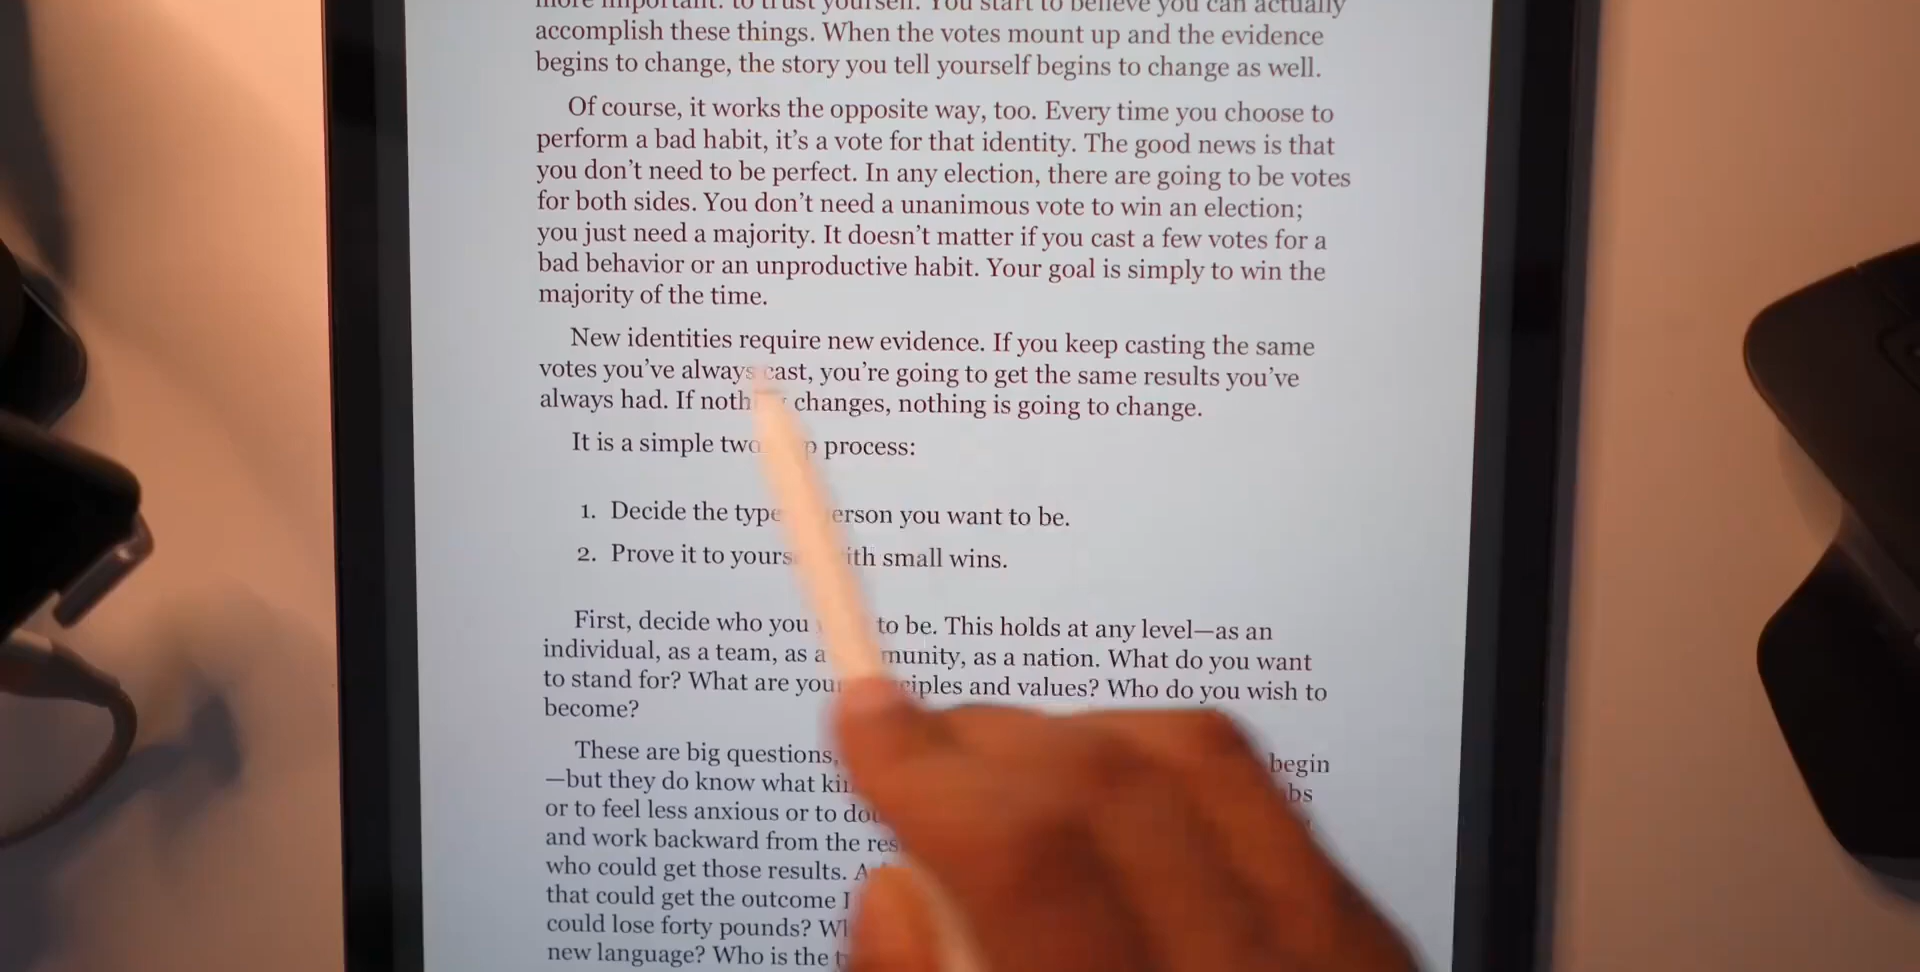 more important: to trust yourself. You start to believe you can actually
accomplish these things. When the votes mount up and the evidence
begins to change, the story you tell yourself begins to change as well.
Of course, it works the opposite way, too. Every time you choose to
perform a bad habit, it's a vote for that identity. The good news is that
you don't need to be perfect. In any election, there are going to be votes
for both sides. You don't need a unanimous vote to win an election;
you just need a majority. It doesn't matter if you cast a few votes for a
bad behavior or an unproductive habit. Your goal is simply to win the
majority of the time.
New identities require new evidence. If you keep casting the same
votes you've always cast, you're going to get the same results you've
always had. If changes, nothing is going to change.
It is a simple process:
1. Decide the type you want to be.
2. Prove it to small wins.
First, decide who you to be. This holds at any level—as an
individual, as a team, as a nation. What do you want
to stand for? What are and values? Who do you wish to
become?
These are big questions, begin
—but they do know what
or to feel less anxious or to
and work backward from the
who could get those results.
that could get the outcome I
could lose forty pounds?
new language? Who is the